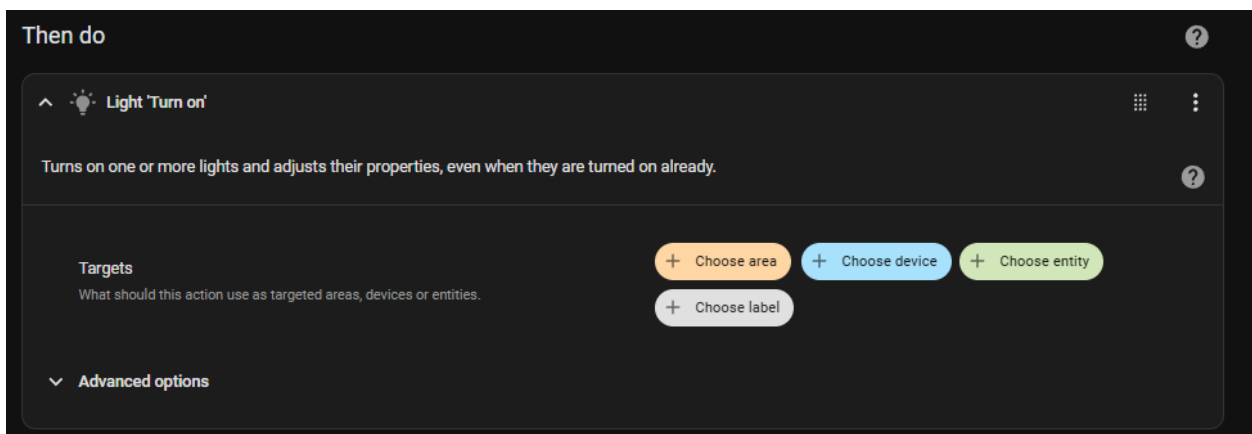 Then do
Light 'Turn on'
Turns on one or more lights and adjusts their properties, even when they are turned on already.
Targets
What should this action use as targeted areas, devices or entities.
+ Choose area
+ Choose device
+ Choose entity
+ Choose label
Advanced options